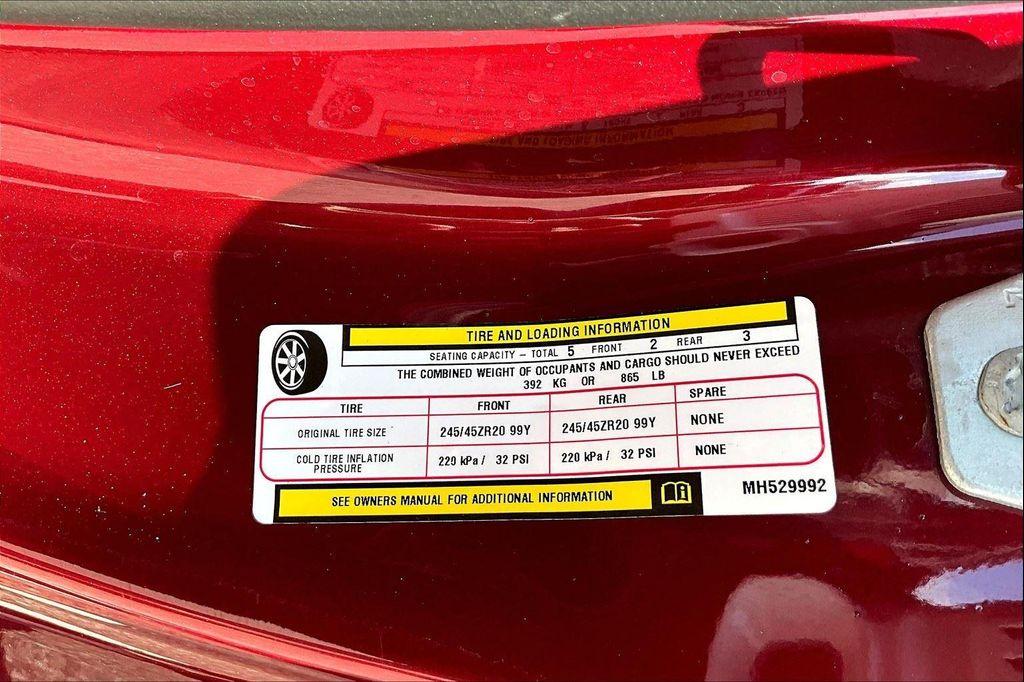 TIRE AND LOADING INFORMATION
SEATING CAPACITY – TOTAL 5 FRONT 2 REAR 3
THE COMBINED WEIGHT OF OCCUPANTS AND CARGO SHOULD NEVER EXCEED
392 KG OR 865 LB
TIRE FRONT REAR SPARE
ORIGINAL TIRE SIZE 245/45ZR20 99Y 245/45ZR20 99Y NONE
COLD TIRE INFLATION PRESSURE 220 kPa / 32 PSI 220 kPa / 32 PSI NONE
SEE OWNERS MANUAL FOR ADDITIONAL INFORMATION
MH529992